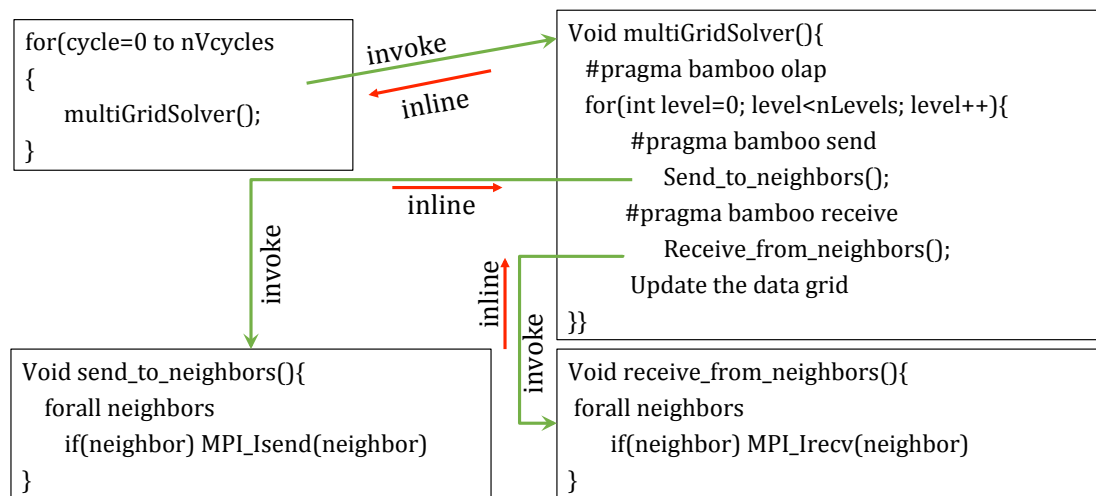 for(cycle=0 to nVcycles
{
multiGridSolver();
}
invoke
inline
Void multiGridSolver(){
#pragma bamboo olap
for(int level=0; level<nLevels; level++){
#pragma bamboo send
Send_to_neighbors();
#pragma bamboo receive
Receive_from_neighbors();
Update the data grid
}}
inline
invoke
inline
invoke
Void send_to_neighbors(){
forall neighbors
if(neighbor) MPI_Isend(neighbor)
}
Void receive_from_neighbors(){
forall neighbors
if(neighbor) MPI_Irecv(neighbor)
}